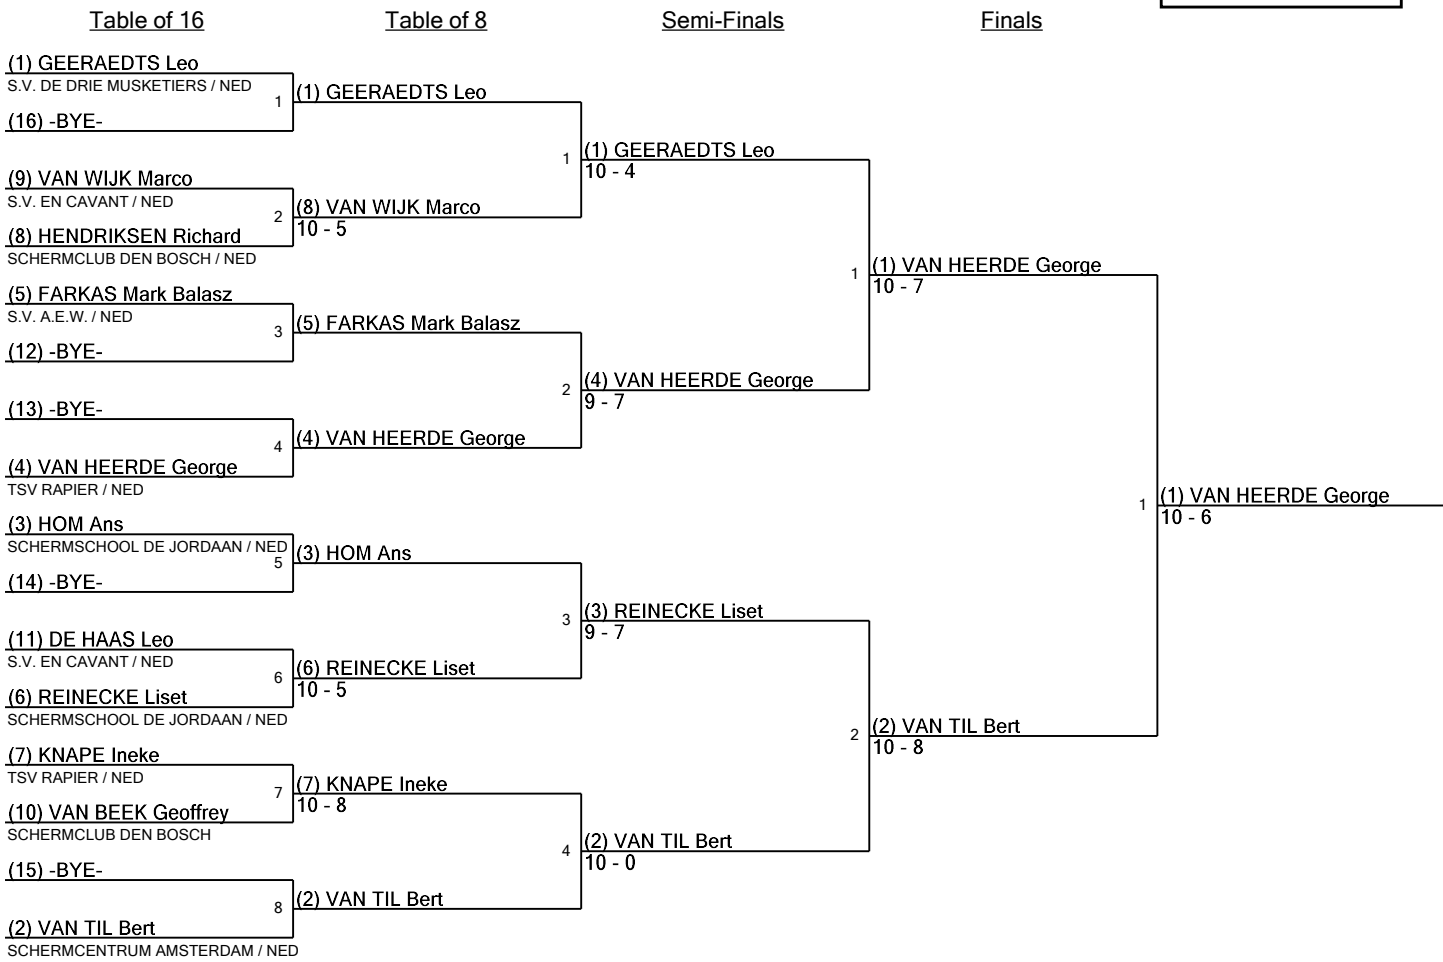 Table of 16
Table of 8
Semi-Finals
Finals
(1) GEERAEDTS Leo
S.V. DE DRIE MUSKETIERS / NED
1
(16) -BYE-
(9) VAN WIJK Marco
S.V. EN CAVANT / NED
2
(8) HENDRIKSEN Richard
SCHERMCLUB DEN BOSCH / NED
(5) FARKAS Mark Balasz
S.V. A.E.W. / NED
3
(12) -BYE-
(13) -BYE-
4
(4) VAN HEERDE George
TSV RAPIER / NED
(3) HOM Ans
SCHERMSCHOOL DE JORDAAN / NED
5
(14) -BYE-
(11) DE HAAS Leo
S.V. EN CAVANT / NED
6
(6) REINECKE Liset
SCHERMSCHOOL DE JORDAAN / NED
(7) KNAPE Ineke
TSV RAPIER / NED
7
(10) VAN BEEK Geoffrey
SCHERMCLUB DEN BOSCH
(15) -BYE-
8
(2) VAN TIL Bert
SCHERMCENTRUM AMSTERDAM / NED
(1) GEERAEDTS Leo
1
(8) VAN WIJK Marco
10 - 5
(5) FARKAS Mark Balasz
2
(4) VAN HEERDE George
(3) HOM Ans
3
(6) REINECKE Liset
10 - 5
(7) KNAPE Ineke
10 - 8
4
(2) VAN TIL Bert
(1) GEERAEDTS Leo
10 - 4
1
(4) VAN HEERDE George
9 - 7
(3) REINECKE Liset
9 - 7
2
(2) VAN TIL Bert
10 - 0
(1) VAN HEERDE George
10 - 7
1
(2) VAN TIL Bert
10 - 8
(1) VAN HEERDE George
10 - 6